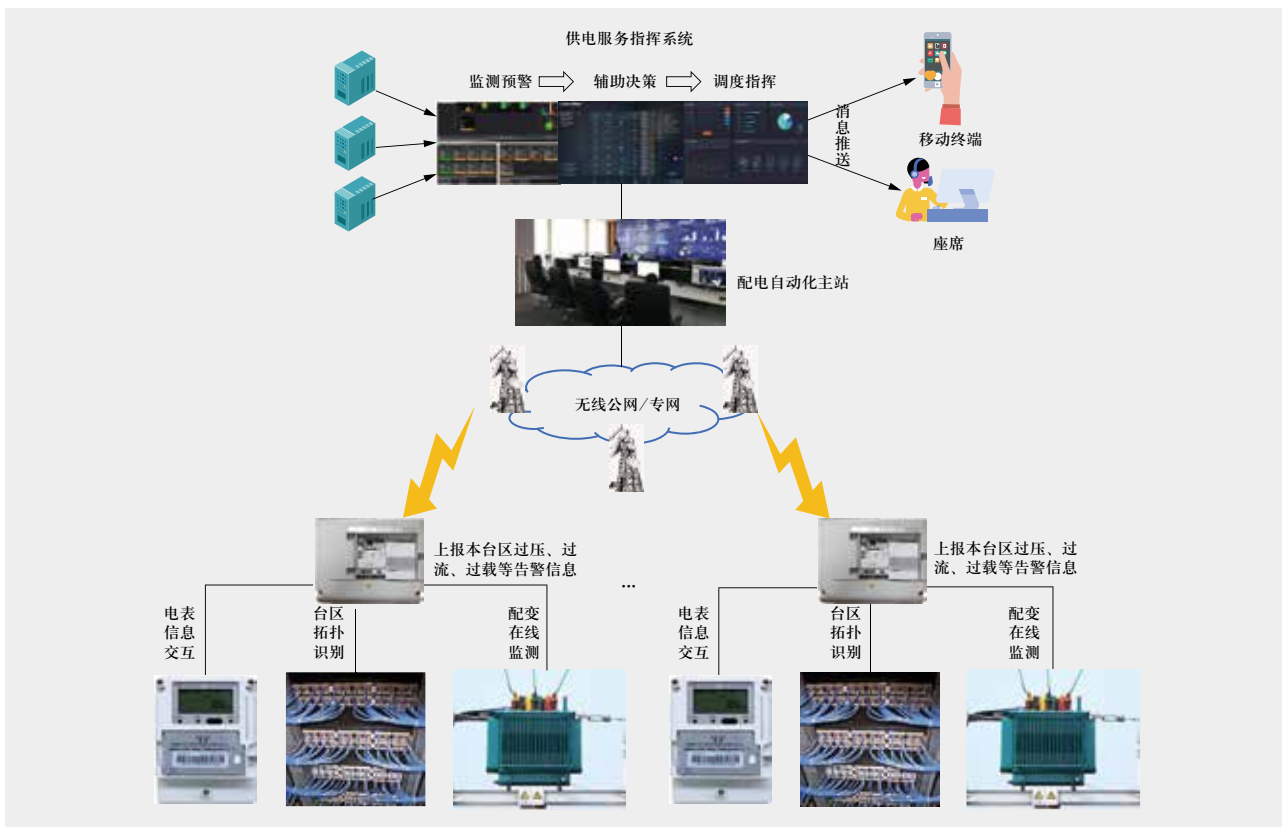 供电服务指挥系统
监测预警
辅助决策
调度指挥
消息推送
移动终端
座席
配电自动化主站
无线公网/专网
上报本台区过压、过
流、过载等告警信息
...
上报本台区过压、过
流、过载等告警信息
电表
信息
交互
台区
拓扑
识别
配变
在线
监测
电表
信息
交互
台区
拓扑
识别
配变
在线
监测